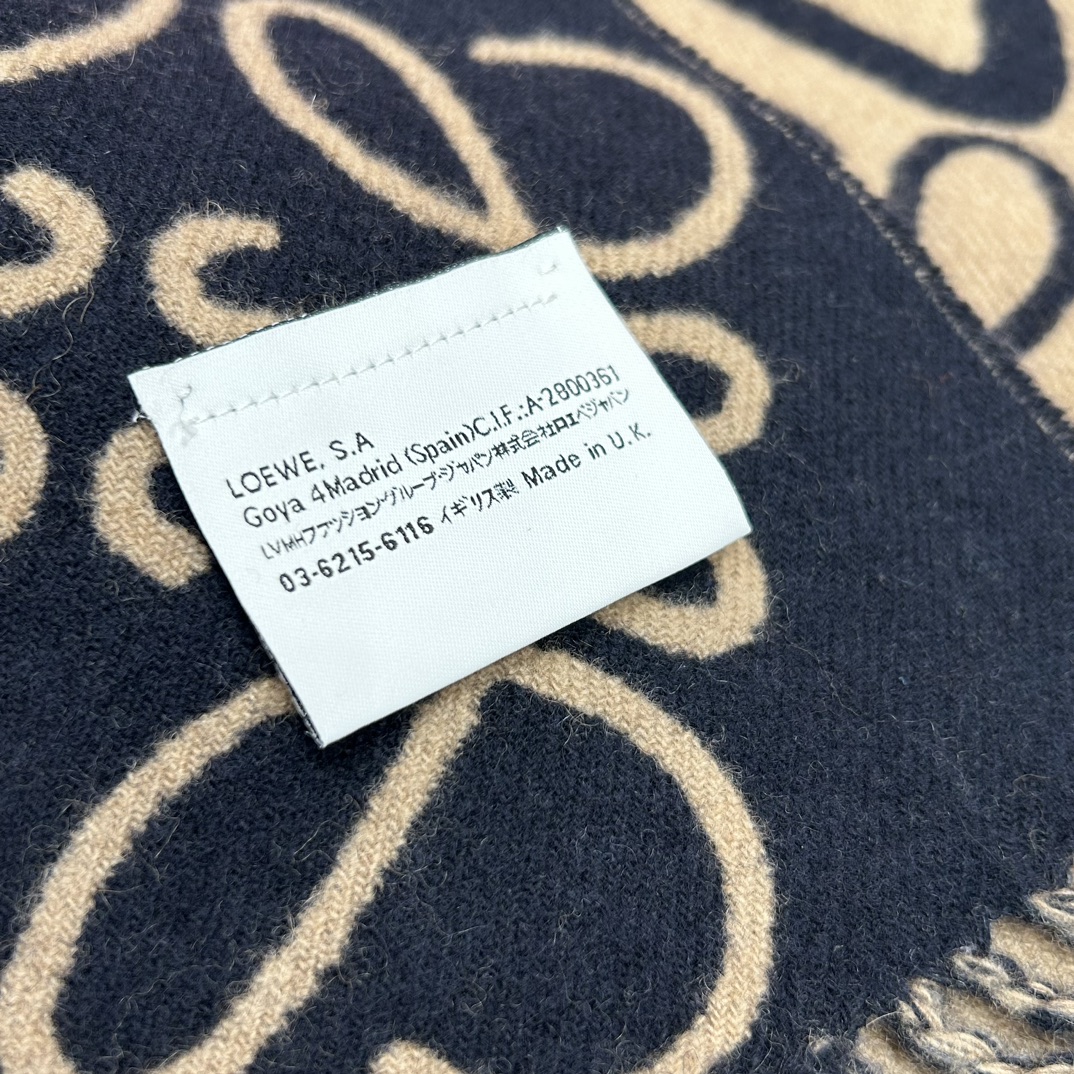 LOEWE, S.A
Goya 4Madrid (Spain)C.I.F.:A-2800361
LVMHファッショングループ・ジャパン株式会社ロエベジャパン
03-6215-6116 イギリス製 Made in U.K.